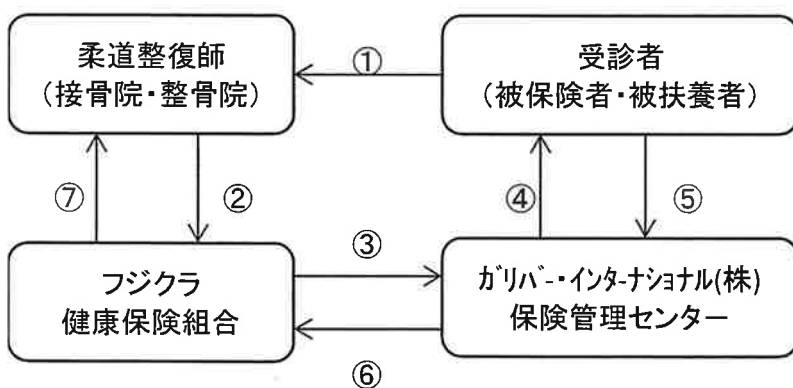 柔道整復師
(接骨院・整骨院)
①
受診者
(被保険者・被扶養者)
⑦
②
④
⑤
フジクラ
健康保険組合
③
⑥
ｶﾞﾘﾊﾞｰ・ｲﾝﾀｰﾅｼｮﾅﾙ(株)
保険管理センター